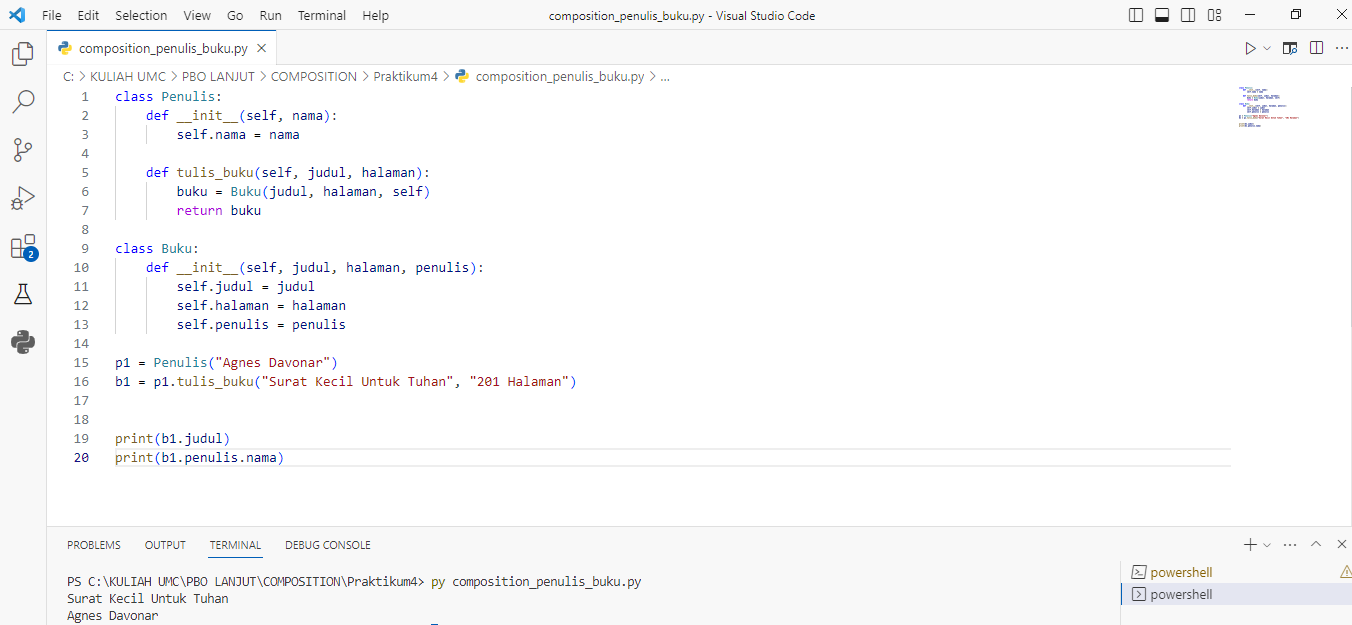 File Edit Selection View Go Run Terminal Help composition_penulis_buku.py - Visual Studio Code
composition_penulis_buku.py
C: > KULIAH UMC > PBO LANJUT > COMPOSITION > Praktikum4 > composition_penulis_buku.py > ...
1 class Penulis:
2 def __init__(self, nama):
3 self.nama = nama
4
5 def tulis_buku(self, judul, halaman):
6 buku = Buku(judul, halaman, self)
7 return buku
8
9 class Buku:
10 def __init__(self, judul, halaman, penulis):
11 self.judul = judul
12 self.halaman = halaman
13 self.penulis = penulis
14
15 p1 = Penulis("Agnes Davonar")
16 b1 = p1.tulis_buku("Surat Kecil Untuk Tuhan", "201 Halaman")
17
18
19 print(b1.judul)
20 print(b1.penulis.nama)
2
PROBLEMS OUTPUT TERMINAL DEBUG CONSOLE
PS C:\KULIAH UMC\PBO LANJUT\COMPOSITION\Praktikum4> py composition_penulis_buku.py
Surat Kecil Untuk Tuhan
Agnes Davonar
powershell
powershell